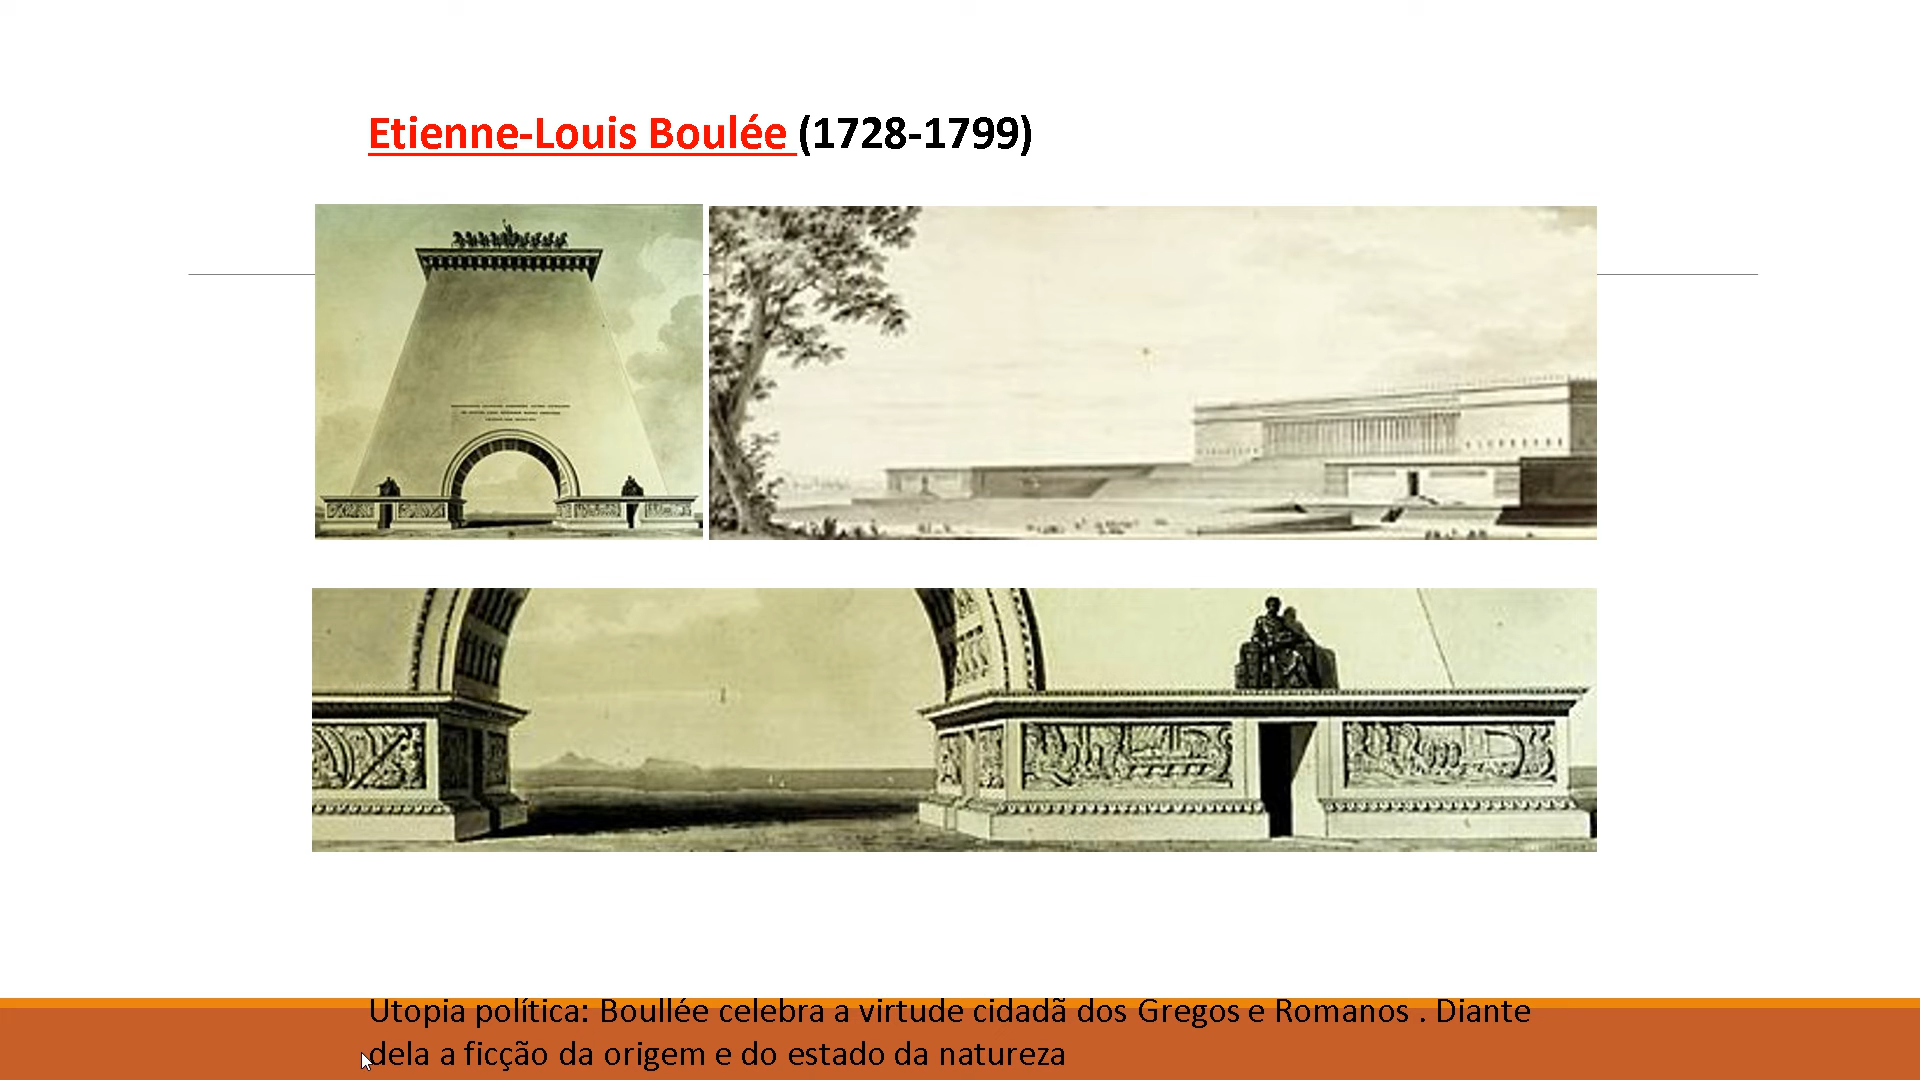 Etienne-Louis Boulée (1728-1799)
Utopia política: Boullée celebra a virtude cidadã dos Gregos e Romanos . Diante
dela a ficção da origem e do estado da natureza